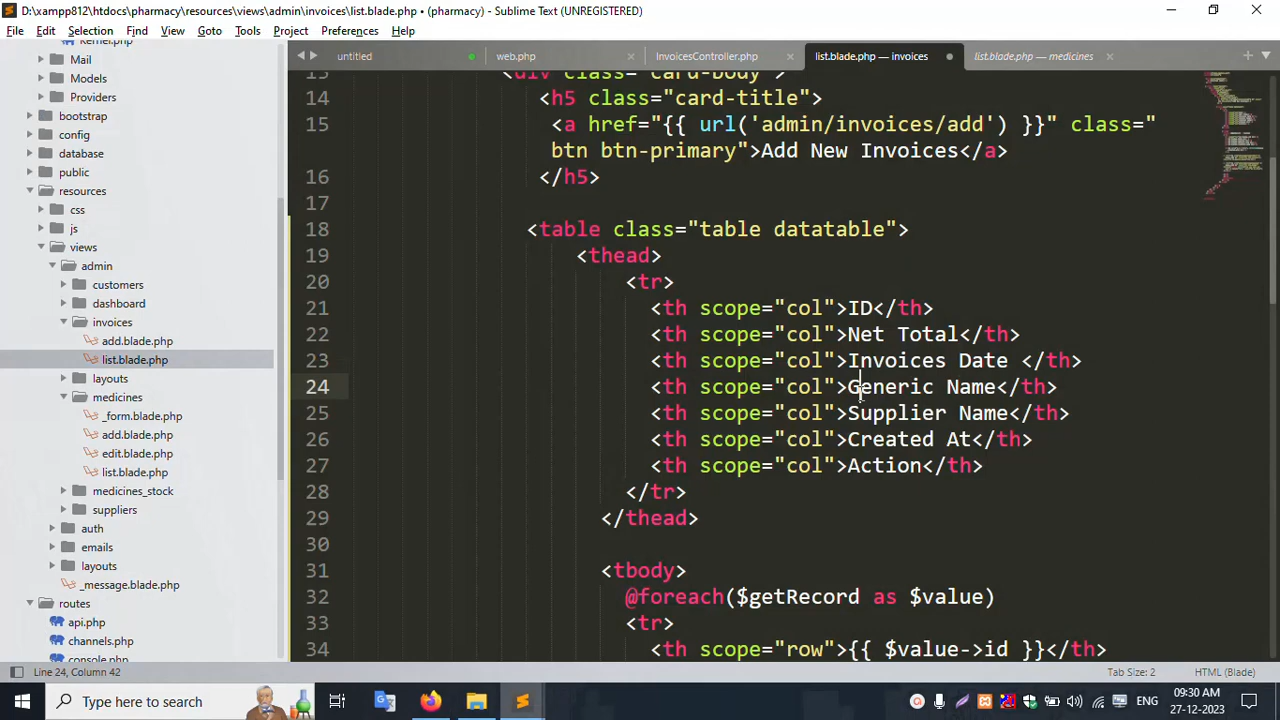 D:\xampp812\htdocs\pharmacy\resources\views\admin\invoices\list.blade.php • (pharmacy) - Sublime Text (UNREGISTERED)
File Edit Selection Find View Goto Tools Project Preferences Help
untitled web.php InvoicesController.php list.blade.php — invoices list.blade.php — medicines
Kernel.php
Mail
Models
Providers
bootstrap
config
database
public
resources
css
js
views
admin
customers
dashboard
invoices
add.blade.php
list.blade.php
layouts
medicines
_form.blade.php
add.blade.php
edit.blade.php
list.blade.php
medicines_stock
suppliers
auth
emails
layouts
_message.blade.php
routes
api.php
channels.php
console.php
13 <div class="card-body">
14 <h5 class="card-title">
15 <a href="{{ url('admin/invoices/add') }}" class="
btn btn-primary">Add New Invoices</a>
16 </h5>
17
18 <table class="table datatable">
19 <thead>
20 <tr>
21 <th scope="col">ID</th>
22 <th scope="col">Net Total</th>
23 <th scope="col">Invoices Date </th>
24 <th scope="col">Generic Name</th>
25 <th scope="col">Supplier Name</th>
26 <th scope="col">Created At</th>
27 <th scope="col">Action</th>
28 </tr>
29 </thead>
30
31 <tbody>
32 @foreach($getRecord as $value)
33 <tr>
34 <th scope="row">{{ $value->id }}</th>
Line 24, Column 42 Tab Size: 2 HTML (Blade)
Type here to search ENG 09:30 AM
27-12-2023